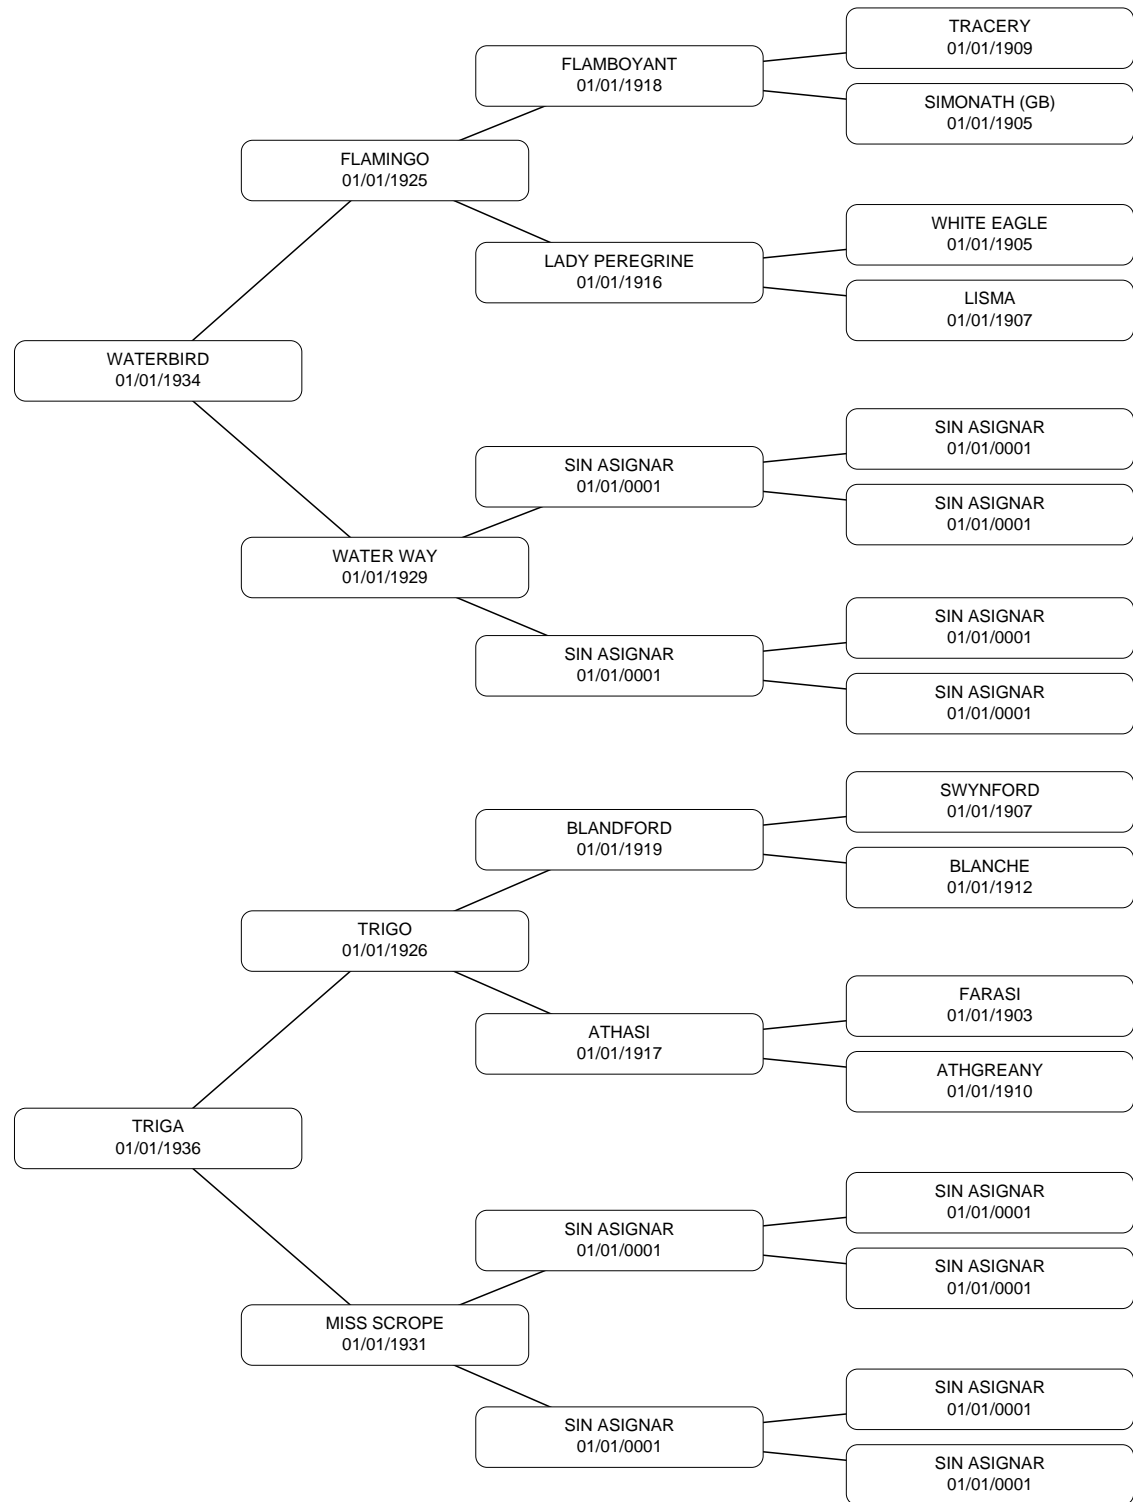 TRACERY
01/01/1909
FLAMBOYANT
01/01/1918
SIMONATH (GB)
01/01/1905
FLAMINGO
01/01/1925
WHITE EAGLE
01/01/1905
LADY PEREGRINE
01/01/1916
LISMA
01/01/1907
WATERBIRD
01/01/1934
SIN ASIGNAR
01/01/0001
SIN ASIGNAR
01/01/0001
SIN ASIGNAR
01/01/0001
WATER WAY
01/01/1929
SIN ASIGNAR
01/01/0001
SIN ASIGNAR
01/01/0001
SIN ASIGNAR
01/01/0001
SWYNFORD
01/01/1907
BLANDFORD
01/01/1919
BLANCHE
01/01/1912
TRIGO
01/01/1926
FARASI
01/01/1903
ATHASI
01/01/1917
ATHGREANY
01/01/1910
TRIGA
01/01/1936
SIN ASIGNAR
01/01/0001
SIN ASIGNAR
01/01/0001
SIN ASIGNAR
01/01/0001
MISS SCROPE
01/01/1931
SIN ASIGNAR
01/01/0001
SIN ASIGNAR
01/01/0001
SIN ASIGNAR
01/01/0001